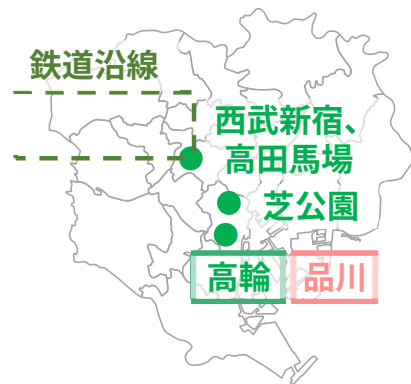 鉄道沿線
西武新宿、
高田馬場
芝公園
高輪
品川